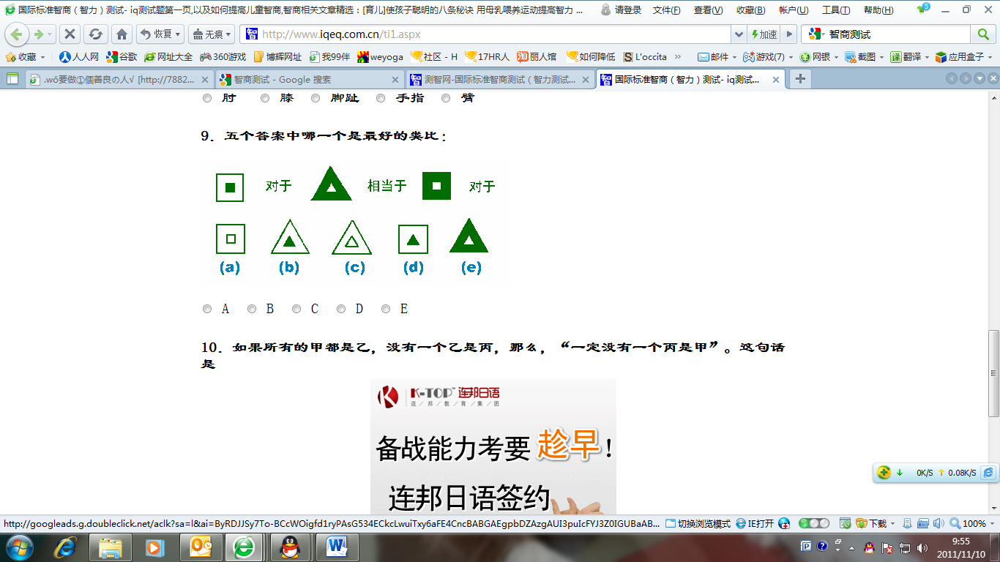 国际标准智商（智力）测试- iq测试题第一页,以及如何提高儿童智商,智商相关文章精选：[育儿]使孩子聪明的八条秘诀 用母乳喂养运动提高智力 ... 请登录 文件(F) 查看(V) 收藏(B) 帐户(U) 工具(T) 帮助(H) 5
恢复 无痕 智 http://www.iqeq.com.cn/ti1.aspx 加速 智商测试
收藏 人人网 谷歌 网址大全 360游戏 博辉网址 我99伴 weyoga 社区 - H 17HR人 丽人馆 如何降低 L'occita » 邮件 游戏(7) 网银 截图 翻译 应用盒子
.wǒ要做①個善良の人√ [http://7882... 智商测试 - Google 搜索 测智网-国际标准智商测试（智力测试... 国际标准智商（智力）测试- iq测试...
肘 膝 脚趾 手指 臂
9. 五个答案中哪一个是最好的类比：
对于 相当于 对于
(a) (b) (c) (d) (e)
A B C D E
10. 如果所有的甲都是乙，没有一个乙是丙，那么，“一定没有一个丙是甲”。这句话
是
K-TOP™ 连邦日语
连／邦／教／育／集／团
备战能力考要 趁早！
连邦日语签约
0K/S 0.08K/S
http://googleads.g.doubleclick.net/aclk?sa=l&ai=ByRDJJSy7To-BCcWOigfd1ryPAsG534ECkcLwuiTxy6aFE4CncBABGAEgpbDZAzgAUI3puIcFYJ3Z0IGUBaAB... 切换浏览模式 IE打开 下载 100%
9:55
2011/11/10